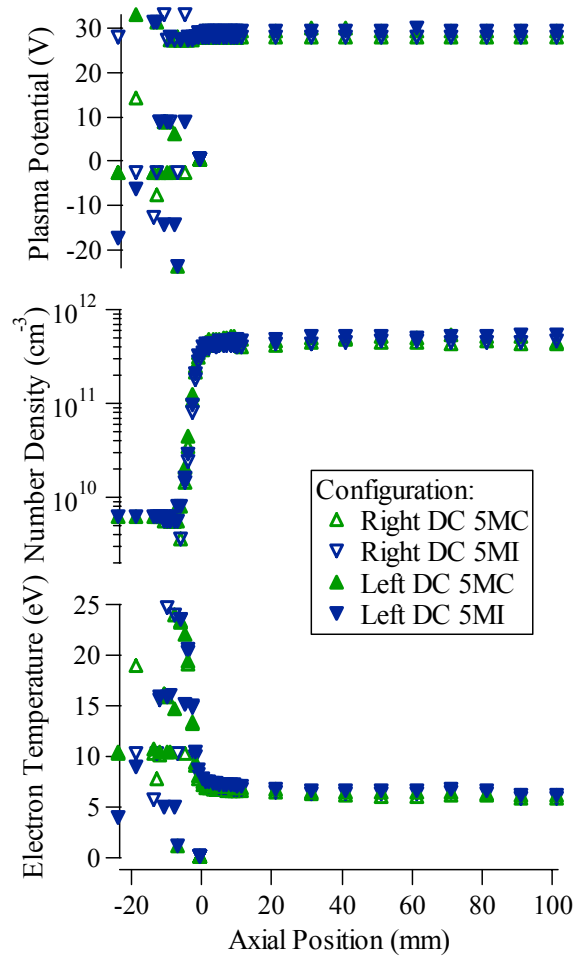 Plasma Potential (V)
30
20
10
0
-10
-20
Number Density (cm-3)
10^12
10^11
10^10
Configuration:
Right DC 5MC
Right DC 5MI
Left DC 5MC
Left DC 5MI
Electron Temperature (eV)
25
20
15
10
5
0
-20 0 20 40 60 80 100
Axial Position (mm)